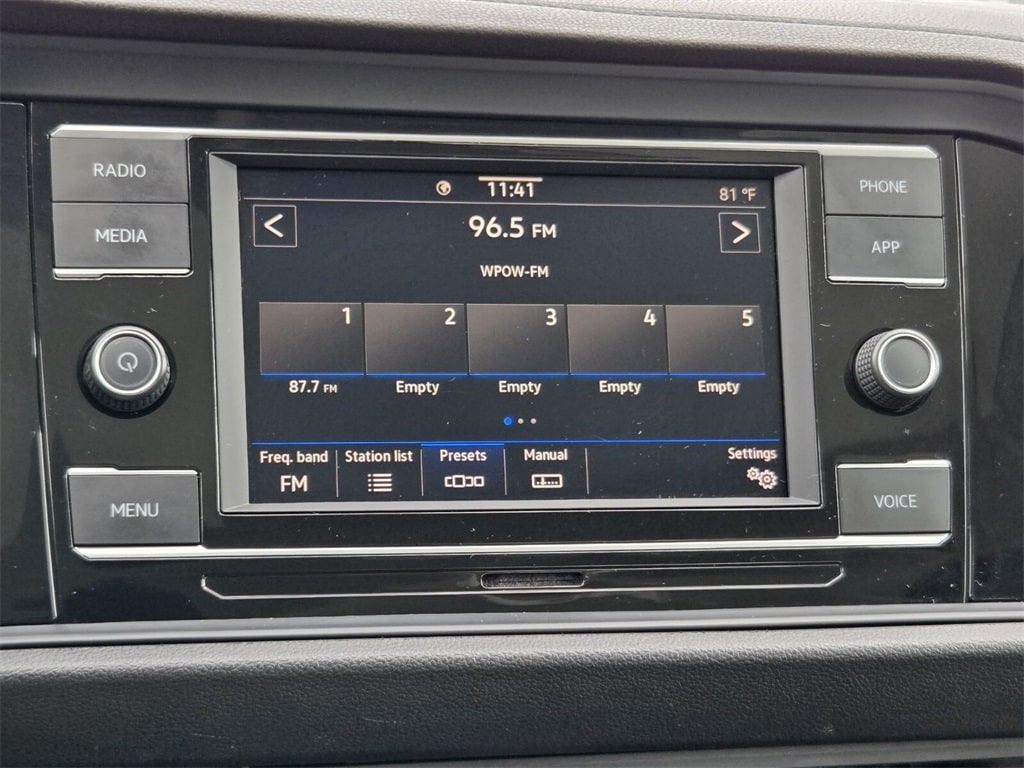 RADIO
MEDIA
MENU
11:41
81 °F
<
96.5 FM
>
WPOW-FM
1 2 3 4 5
87.7 FM Empty Empty Empty Empty
Freq. band Station list Presets Manual Settings
FM
PHONE
APP
VOICE